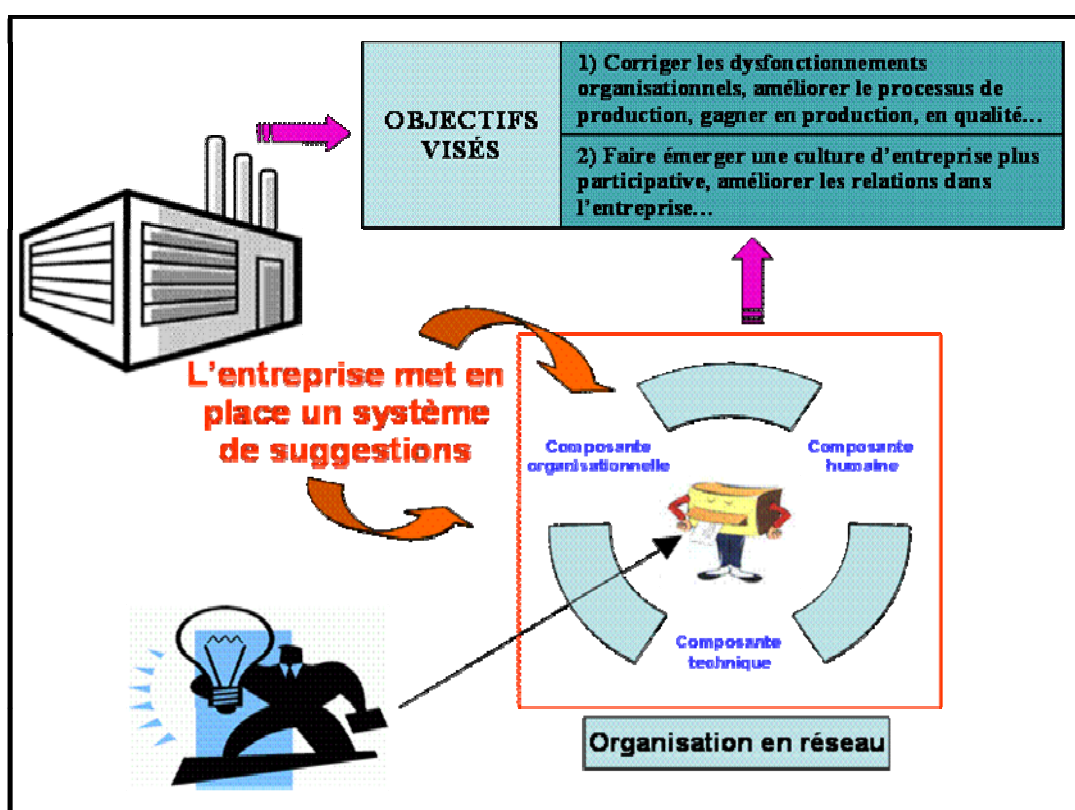 OBJECTIFS
VISÉS
1) Corriger les dysfonctionnements
organisationnels, améliorer le processus de
production, gagner en production, en qualité…
2) Faire émerger une culture d’entreprise plus
participative, améliorer les relations dans
l’entreprise…
L’entreprise met en
place un système
de suggestions
Composante
organisationnelle
Composante
humaine
Composante
technique
Organisation en réseau